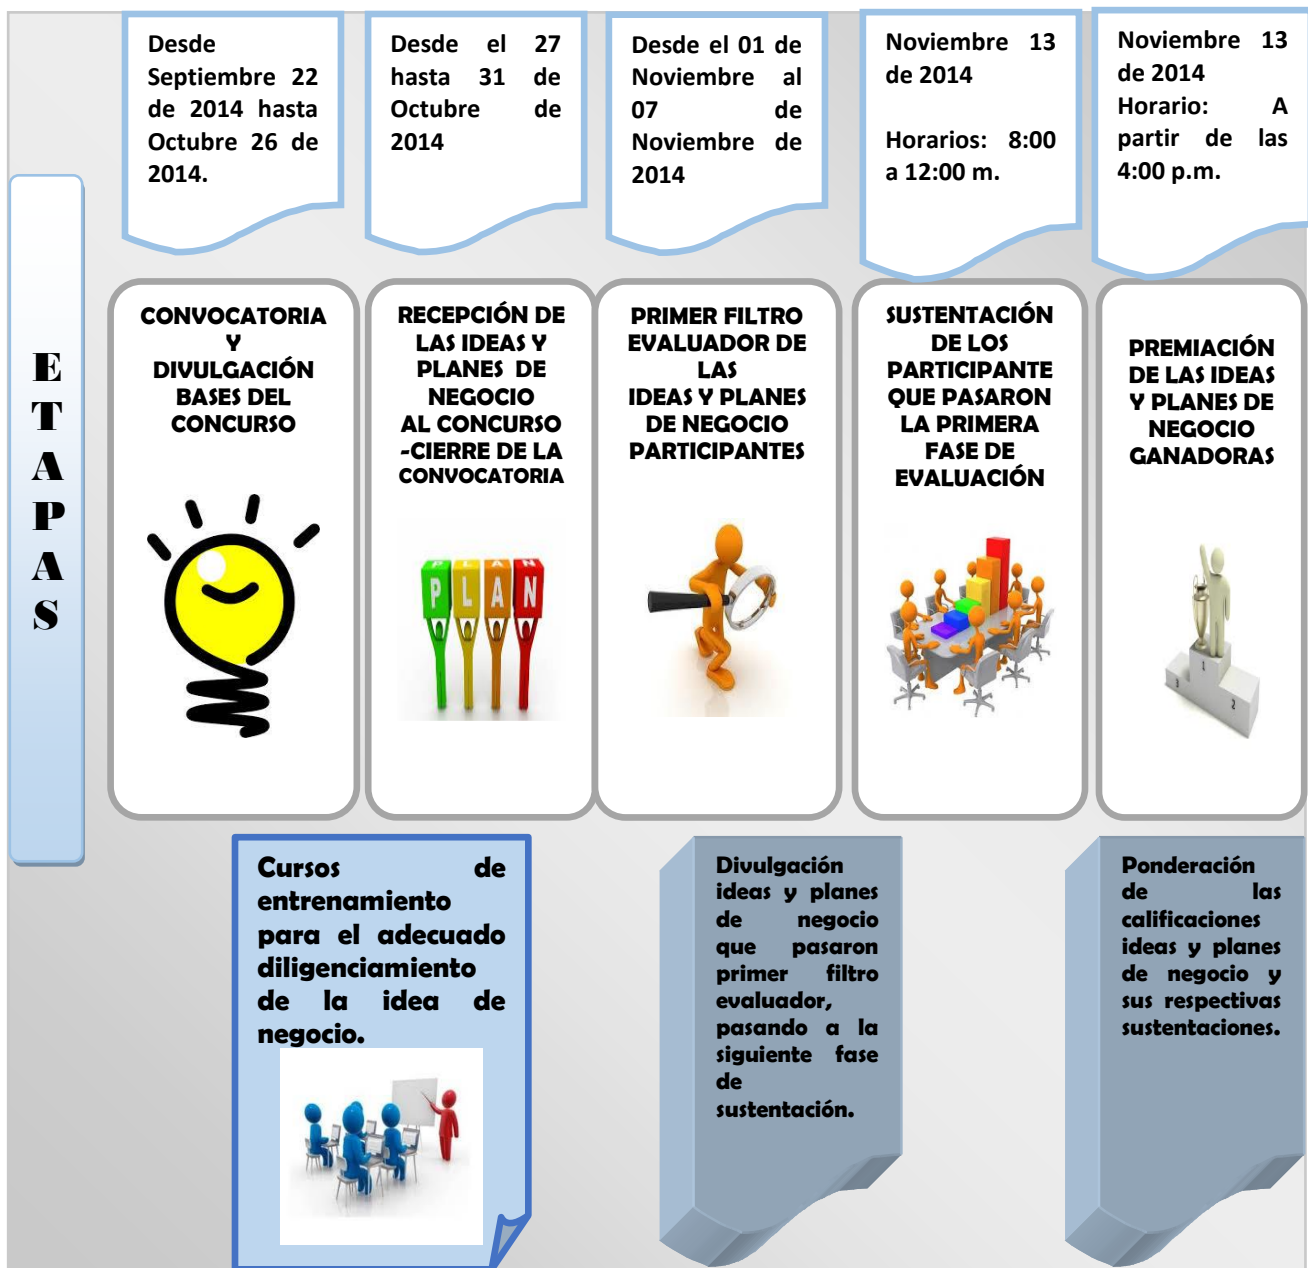 Desde
Septiembre 22
de 2014 hasta
Octubre 26 de
2014.
Desde el 27
hasta 31 de
Octubre de
2014
Desde el 01 de
Noviembre al
07 de
Noviembre de
2014
Noviembre 13
de 2014
Horarios: 8:00
a 12:00 m.
Noviembre 13
de 2014
Horario: A
partir de las
4:00 p.m.
E
T
A
P
A
S
CONVOCATORIA
Y
DIVULGACIÓN
BASES DEL
CONCURSO
RECEPCIÓN DE
LAS IDEAS Y
PLANES DE
NEGOCIO
AL CONCURSO
-CIERRE DE LA
CONVOCATORIA
PLAN
PLAN
PRIMER FILTRO
EVALUADOR DE
LAS
IDEAS Y PLANES
DE NEGOCIO
PARTICIPANTES
SUSTENTACIÓN
DE LOS
PARTICIPANTE
QUE PASARON
LA PRIMERA
FASE DE
EVALUACIÓN
PREMIACIÓN
DE LAS IDEAS
Y PLANES DE
NEGOCIO
GANADORAS
1
3
2
Cursos de
entrenamiento
para el adecuado
diligenciamiento
de la idea de
negocio.
Divulgación
ideas y planes
de negocio
que pasaron
primer filtro
evaluador,
pasando a la
siguiente fase
de
sustentación.
Ponderación
de las
calificaciones
ideas y planes
de negocio y
sus respectivas
sustentaciones.